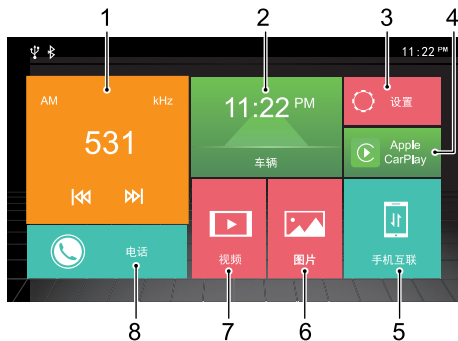 1
2
3
4
11:22 PM
AM
kHz
531
11:22 PM
车辆
设置
Apple
CarPlay
电话
视频
图片
手机互联
8
7
6
5